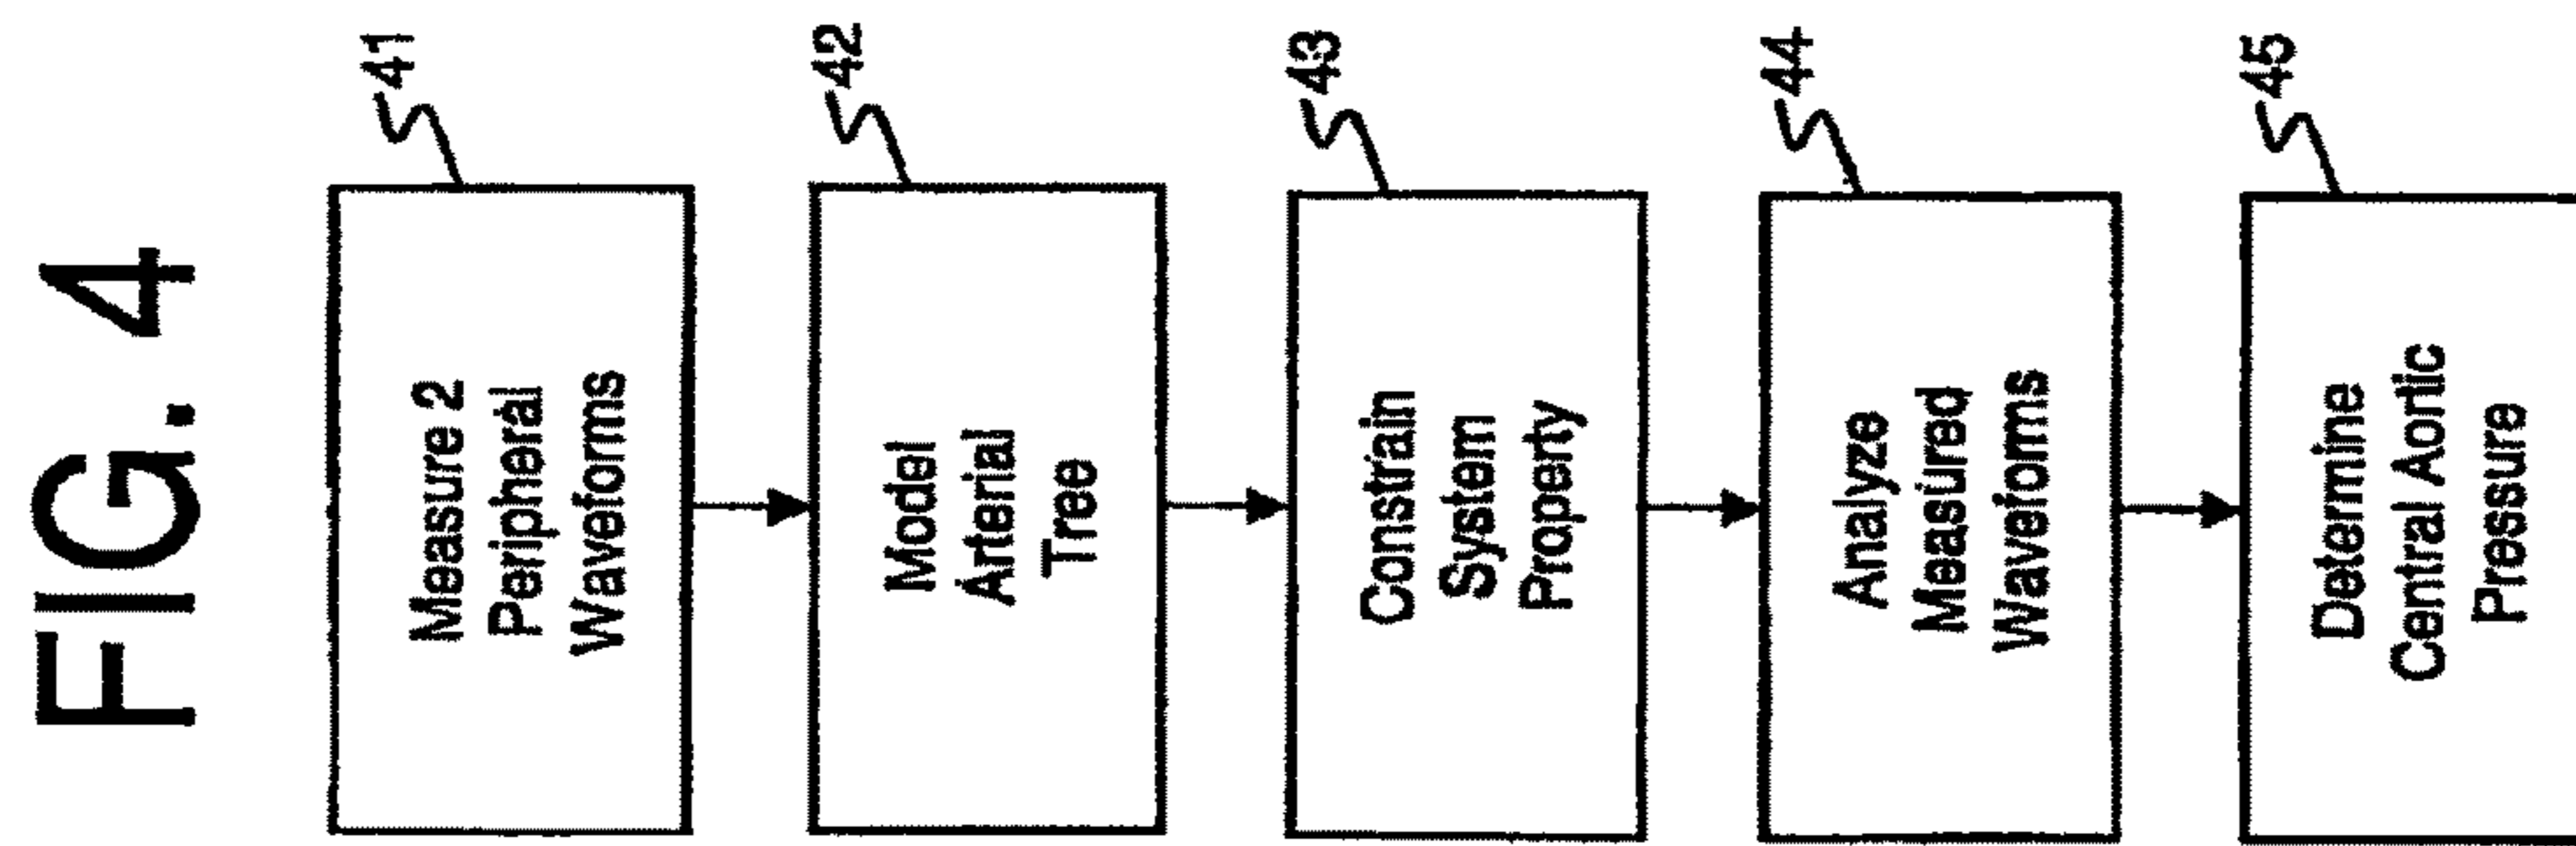 FIG. 4
41
Measure 2
Peripheral
Waveforms
42
Model
Arterial
Tree
43
Constrain
System
Property
44
Analyze
Measured
Waveforms
45
Determine
Central Aortic
Pressure